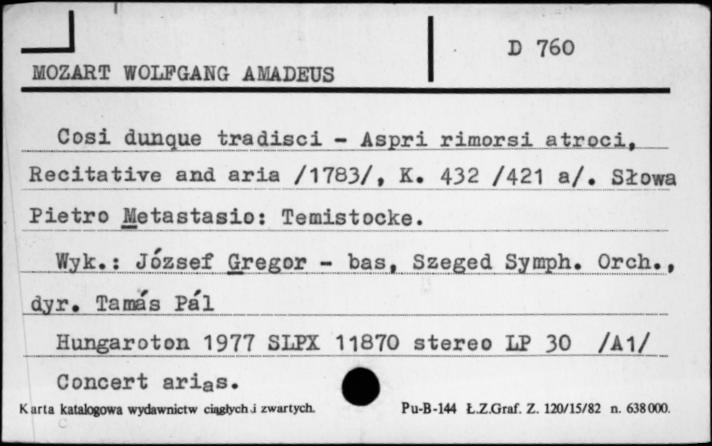 D 760
MOZART WOLFGANG AMADEUS
Cosi dunque tradisci - Aspri rimorsi atroci,
Recitative and aria /1783/, K. 432 /421 a/. Słowa
Pietro Metastasio: Temistocke.
Wyk.: József Gregor - bas, Szeged Symph. Orch.,
dyr. Tamás Pál
Hungaroton 1977 SLPX 11870 stereo LP 30 /A1/
Concert arias.
Karta katalogowa wydawnictw ciągłych i zwartych. Pu-B-144 Ł.Z.Graf. Z. 120/15/82 n. 638000.